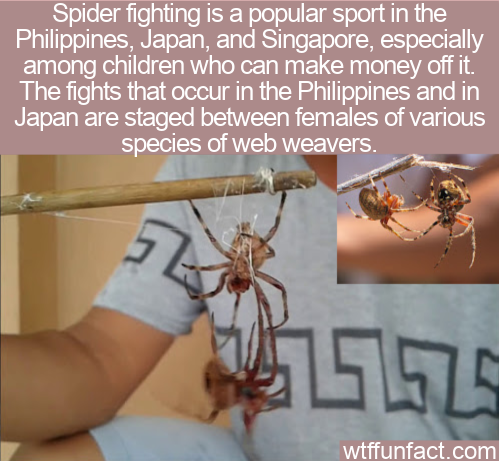 Spider fighting is a popular sport in the
Philippines, Japan, and Singapore, especially
among children who can make money off it.
The fights that occur in the Philippines and in
Japan are staged between females of various
species of web weavers.
wtffunfact.com